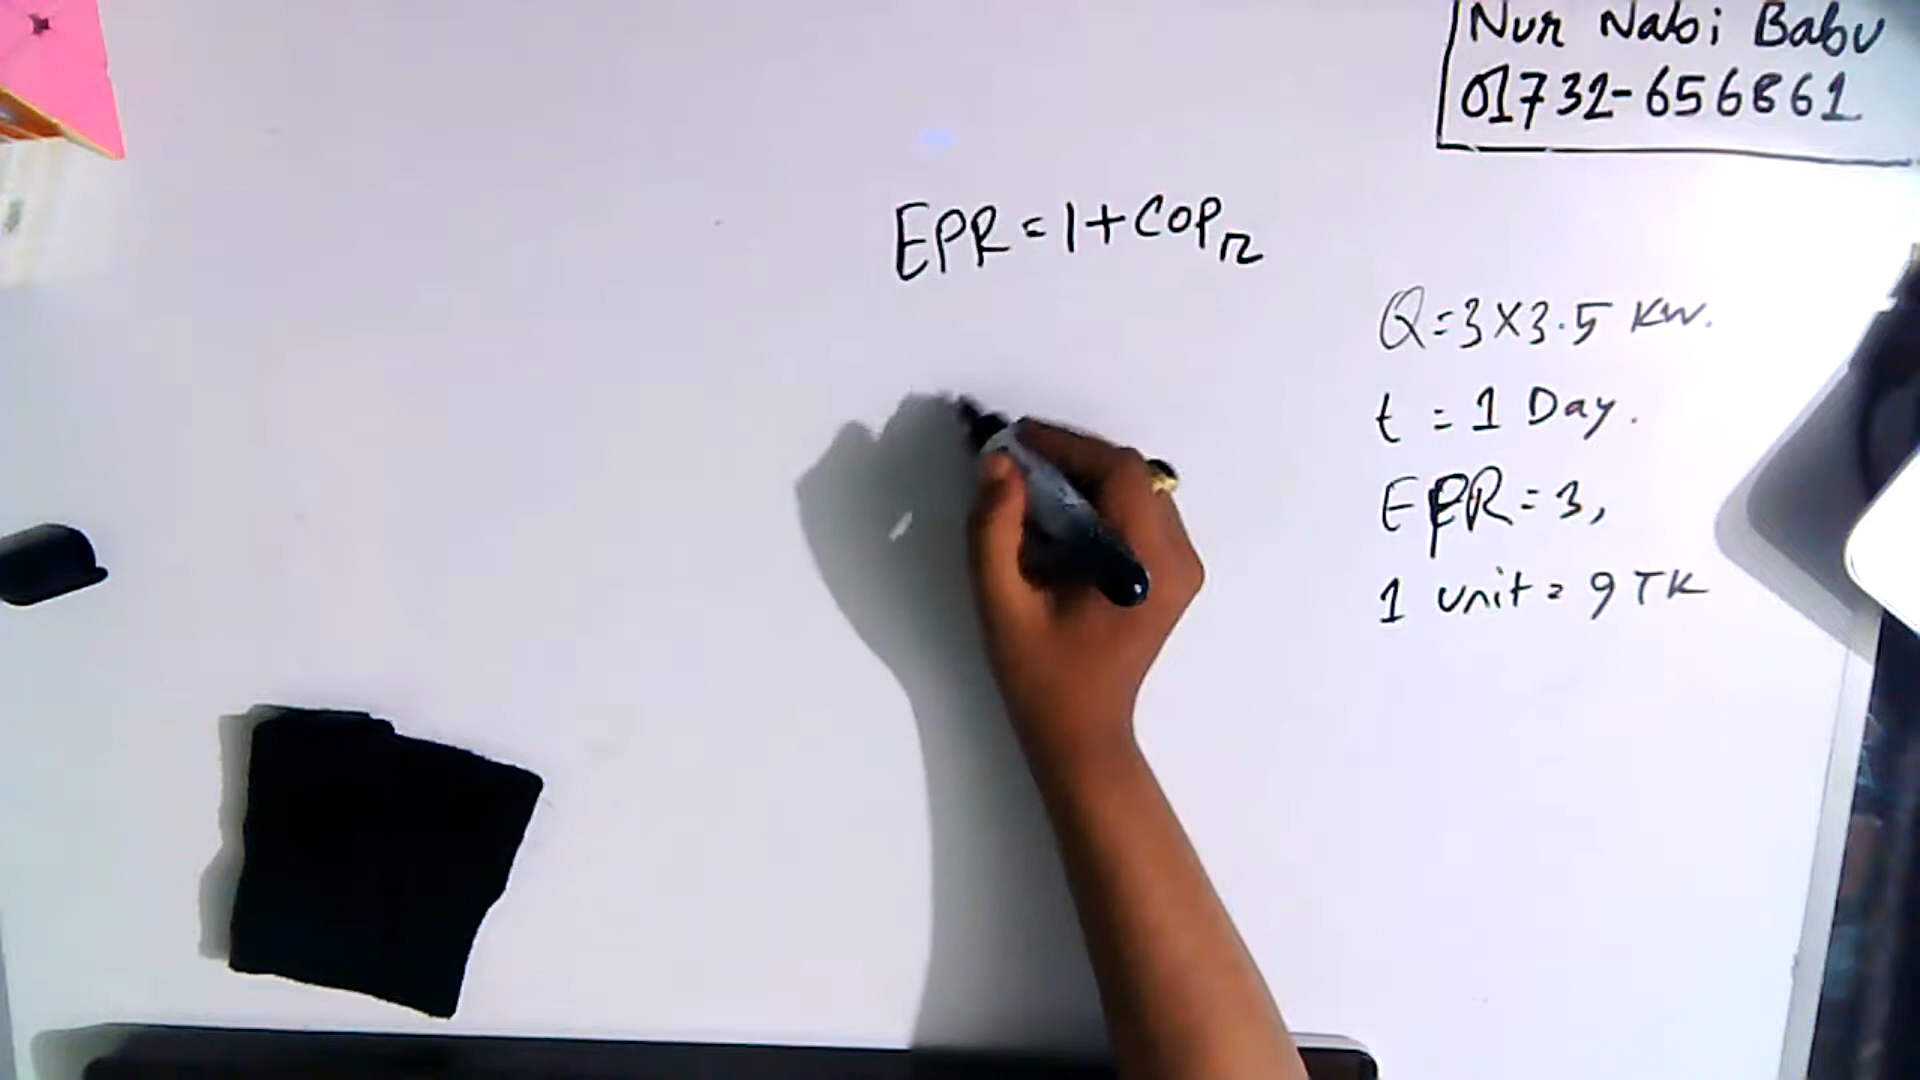 Nur Nabi Babu
01732-656861
EPR = 1 + COPr
Q = 3 X 3.5 KW.
t = 1 Day.
EPR = 3,
1 unit = 9 TK